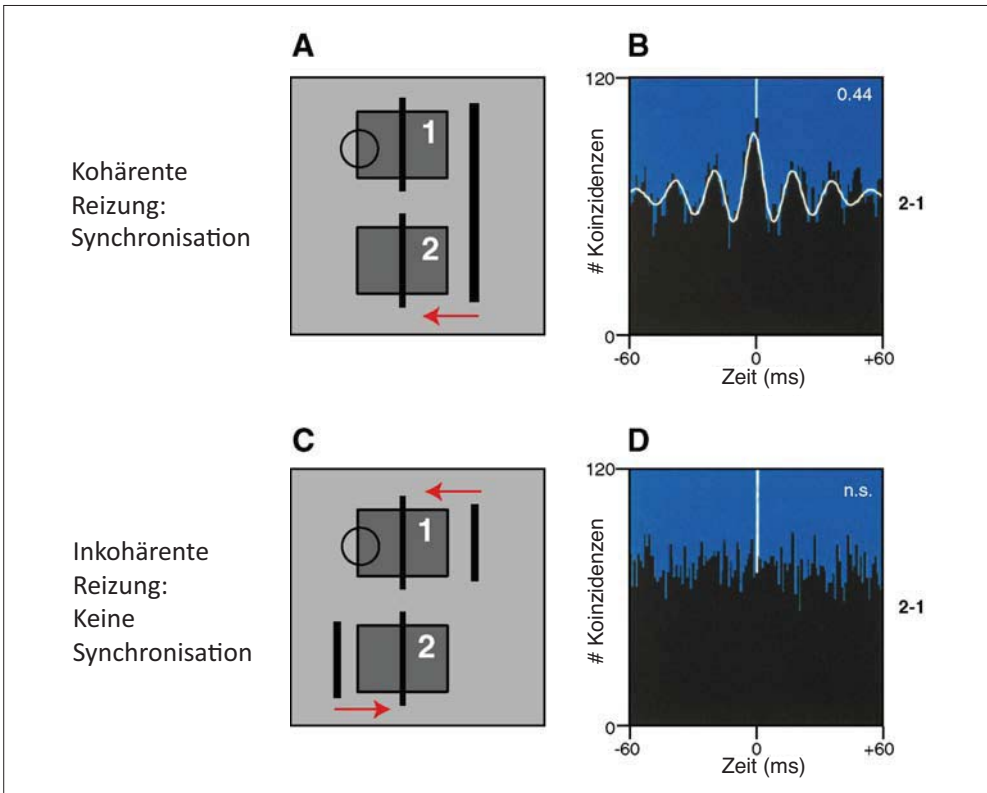 A
B
Kohärente
Reizung:
Synchronisation
1
2
120
0.44
# Koinzidenzen
2-1
0
-60
0
+60
Zeit (ms)
C
D
Inkohärente
Reizung:
Keine
Synchronisation
1
2
120
n.s.
# Koinzidenzen
2-1
0
-60
0
+60
Zeit (ms)